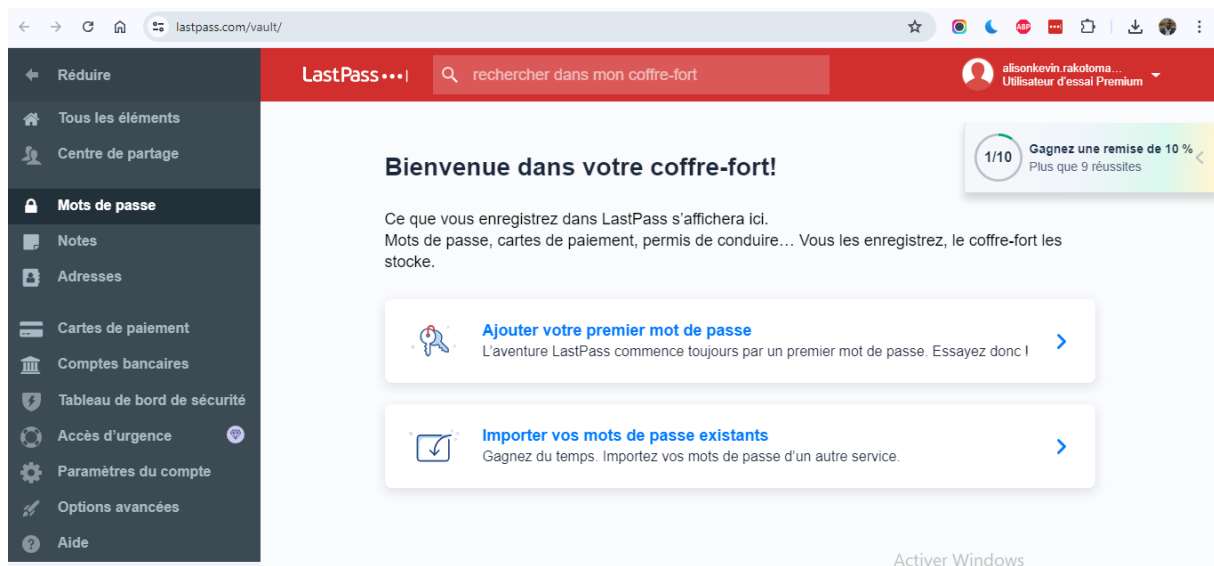 lastpass.com/vault/
Réduire
LastPass
rechercher dans mon coffre-fort
alisonkevin.rakotoma...
Utilisateur d'essai Premium
Tous les éléments
Centre de partage
Mots de passe
Notes
Adresses
Cartes de paiement
Comptes bancaires
Tableau de bord de sécurité
Accès d'urgence
Paramètres du compte
Options avancées
Aide
1/10
Gagnez une remise de 10 %
Plus que 9 réussites
Bienvenue dans votre coffre-fort!
Ce que vous enregistrez dans LastPass s’affichera ici.
Mots de passe, cartes de paiement, permis de conduire… Vous les enregistrez, le coffre-fort les
stocke.
Ajouter votre premier mot de passe
L’aventure LastPass commence toujours par un premier mot de passe. Essayez donc !
Importer vos mots de passe existants
Gagnez du temps. Importez vos mots de passe d’un autre service.
Activer Windows
ABP